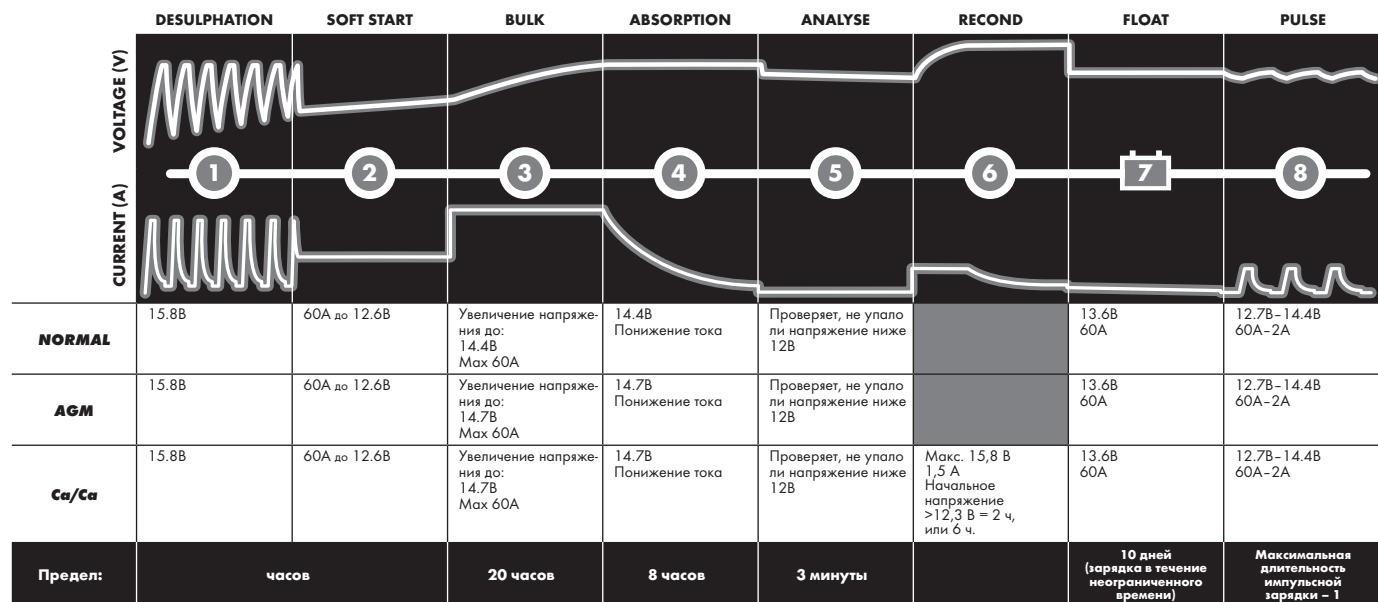 DESULPHATION SOFT START BULK ABSORPTION ANALYSE RECOND FLOAT PULSE
VOLTAGE (V)
1 2 3 4 5 6 7 8
CURRENT (A)
NORMAL
15.8В
60А до 12.6В
Увеличение напряже-
ния до:
14.4В
Max 60А
14.4В
Понижение тока
Проверяет, не упало
ли напряжение ниже
12В
13.6В
60А
12.7В–14.4В
60А–2А
AGM
15.8В
60А до 12.6В
Увеличение напряже-
ния до:
14.7В
Max 60А
14.7В
Понижение тока
Проверяет, не упало
ли напряжение ниже
12В
13.6В
60А
12.7В–14.4В
60А–2А
Ca/Ca
15.8В
60А до 12.6В
Увеличение напряже-
ния до:
14.7В
Max 60А
14.7В
Понижение тока
Проверяет, не упало
ли напряжение ниже
12В
Макс. 15,8 В
1,5 А
Начальное
напряжение
>12,3 В = 2 ч,
или 6 ч.
13.6В
60А
12.7В–14.4В
60А–2А
Предел:
часов
20 часов
8 часов
3 минуты
10 дней
(зарядка в течение
неограниченного
времени)
Максимальная
длительность
импульсной
зарядки – 1